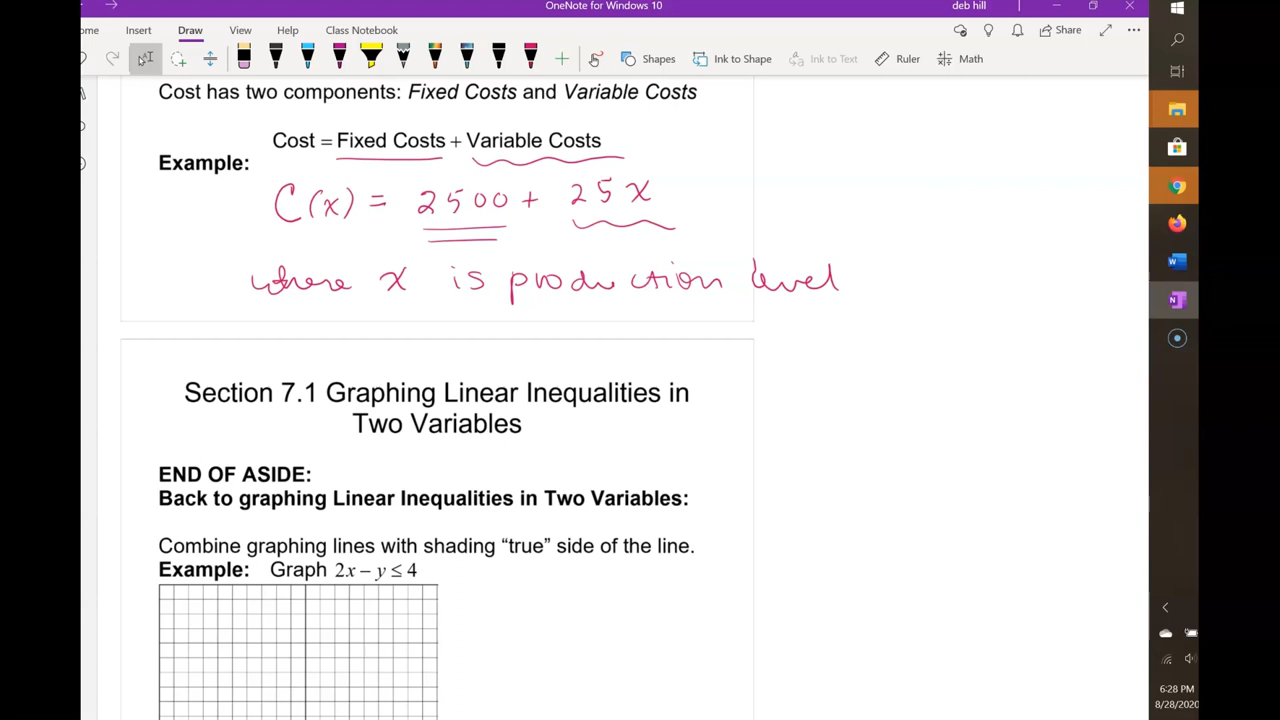 OneNote for Windows 10
deb hill
ome Insert Draw View Help Class Notebook Share
Shapes Ink to Shape Ink to Text Ruler Math
Cost has two components: Fixed Costs and Variable Costs
Cost = Fixed Costs + Variable Costs
Example:
C(x) = 2500 + 25x
where x is production level
Section 7.1 Graphing Linear Inequalities in
Two Variables
END OF ASIDE:
Back to graphing Linear Inequalities in Two Variables:
Combine graphing lines with shading “true” side of the line.
Example: Graph 2x – y ≤ 4
6:28 PM
8/28/2020